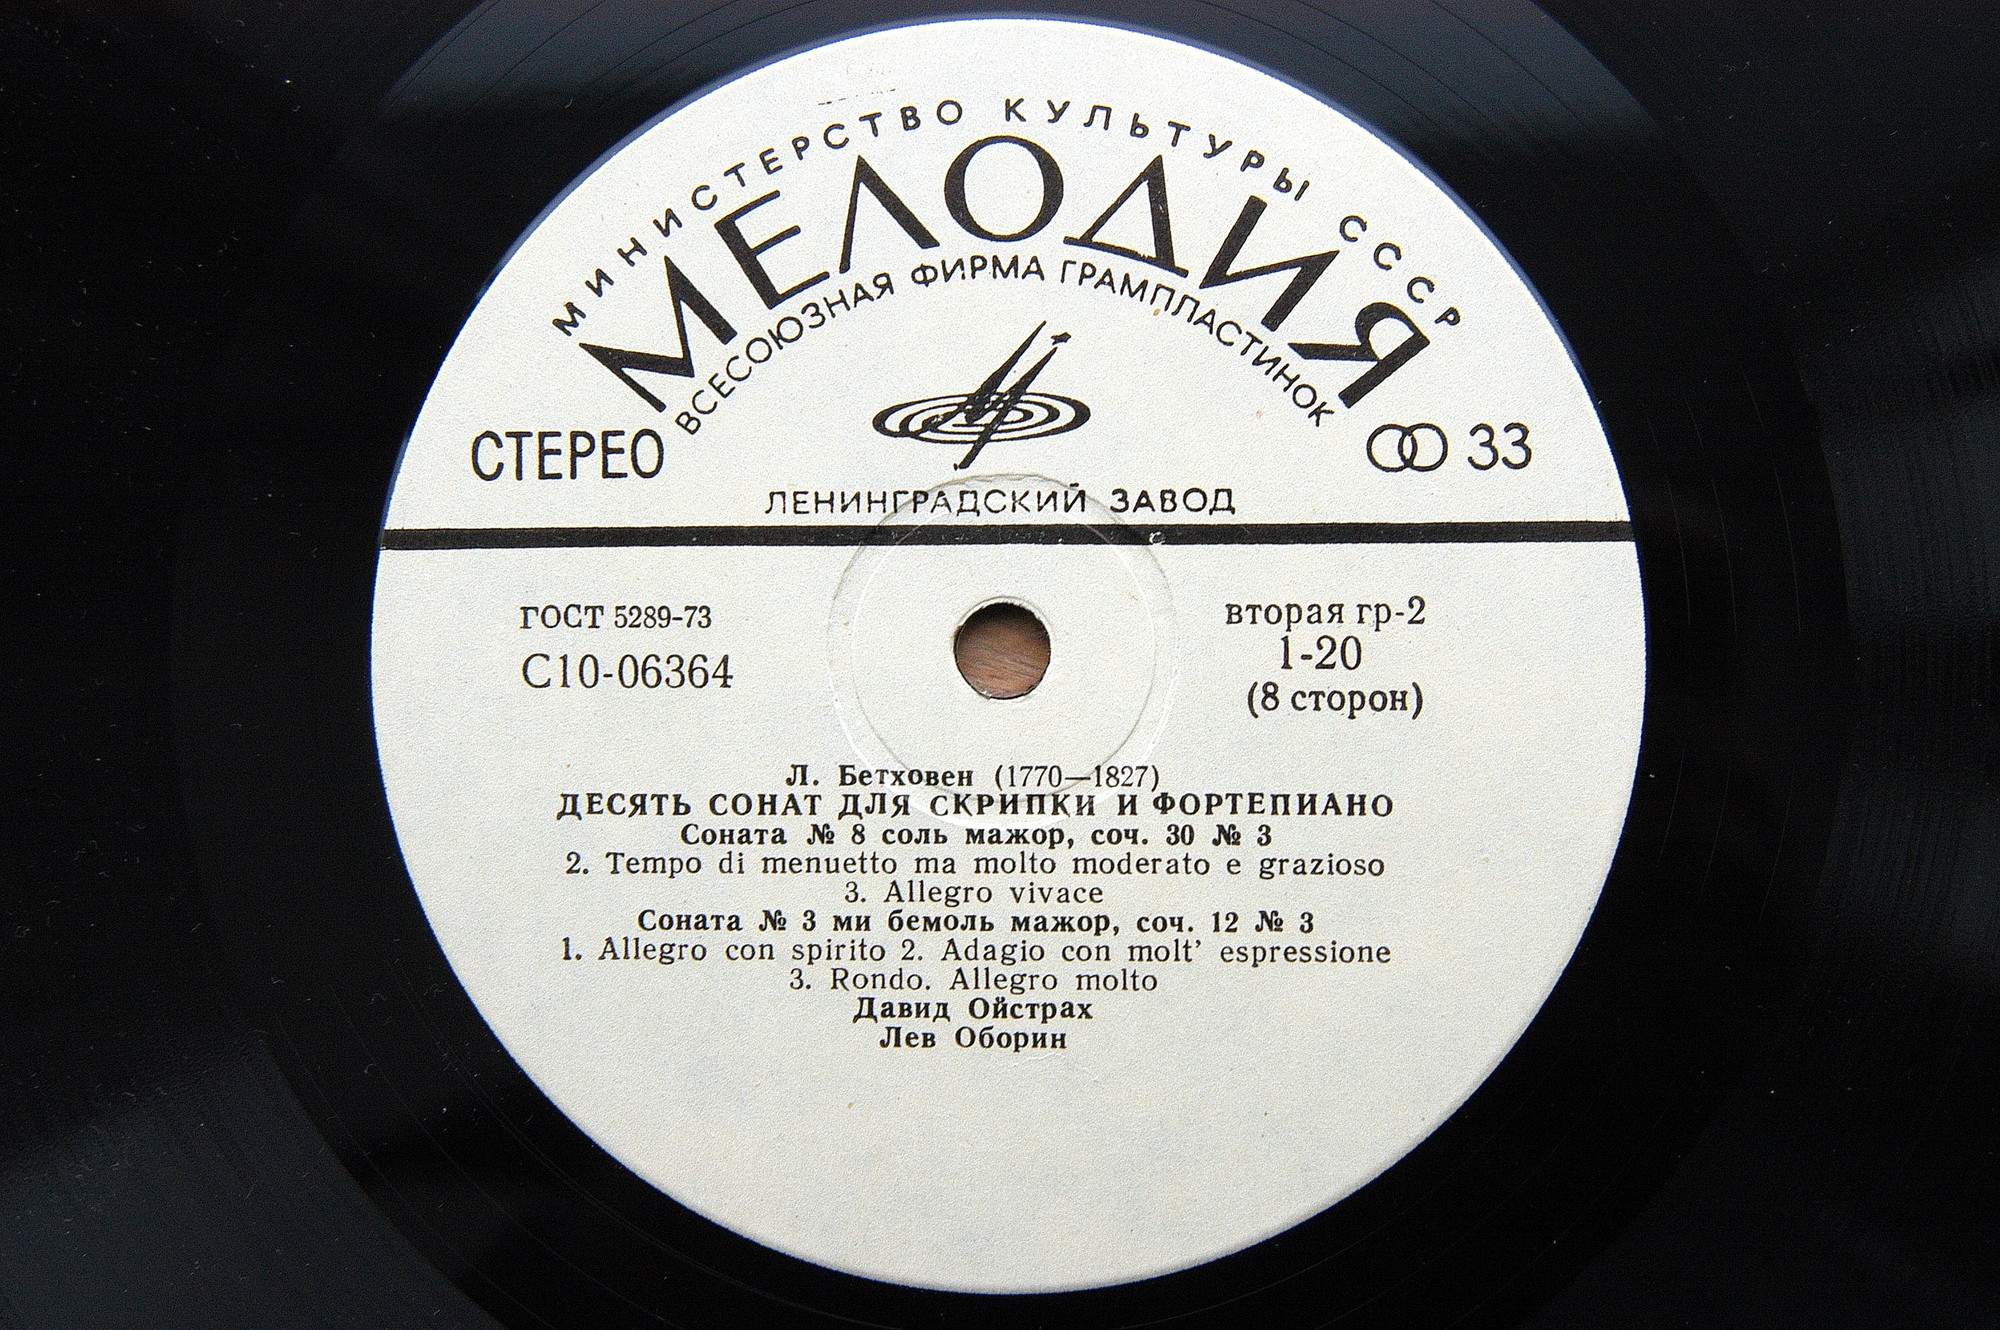 МИНИСТЕРСТВО КУЛЬТУРЫ СССР
МЕЛОДИЯ
ВСЕСОЮЗНАЯ ФИРМА ГРАМПЛАСТИНОК
СТЕРЕО
33
ЛЕНИНГРАДСКИЙ ЗАВОД
ГОСТ 5289-73
С10-06364
вторая гр-2
1-20
(8 сторон)
Л. Бетховен (1770—1827)
ДЕСЯТЬ СОНАТ ДЛЯ СКРИПКИ И ФОРТЕПИАНО
Соната № 8 соль мажор, соч. 30 № 3
2. Tempo di menuetto ma molto moderato e grazioso
3. Allegro vivace
Соната № 3 ми бемоль мажор, соч. 12 № 3
1. Allegro con spirito 2. Adagio con molt’ espressione
3. Rondo. Allegro molto
Давид Ойстрах
Лев Оборин